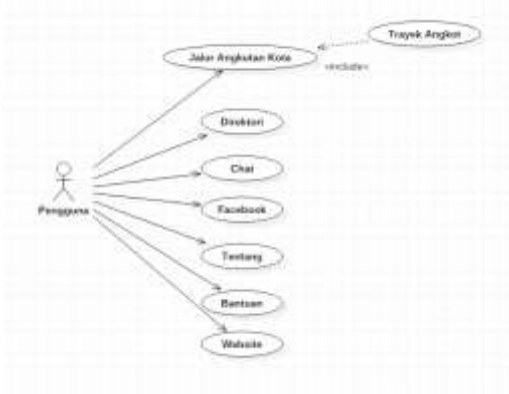 Trayek Angkot
Jalur Angkutan Kota
«include»
Direktori
Chat
Pengguna
Facebook
Tentang
Bantuan
Website